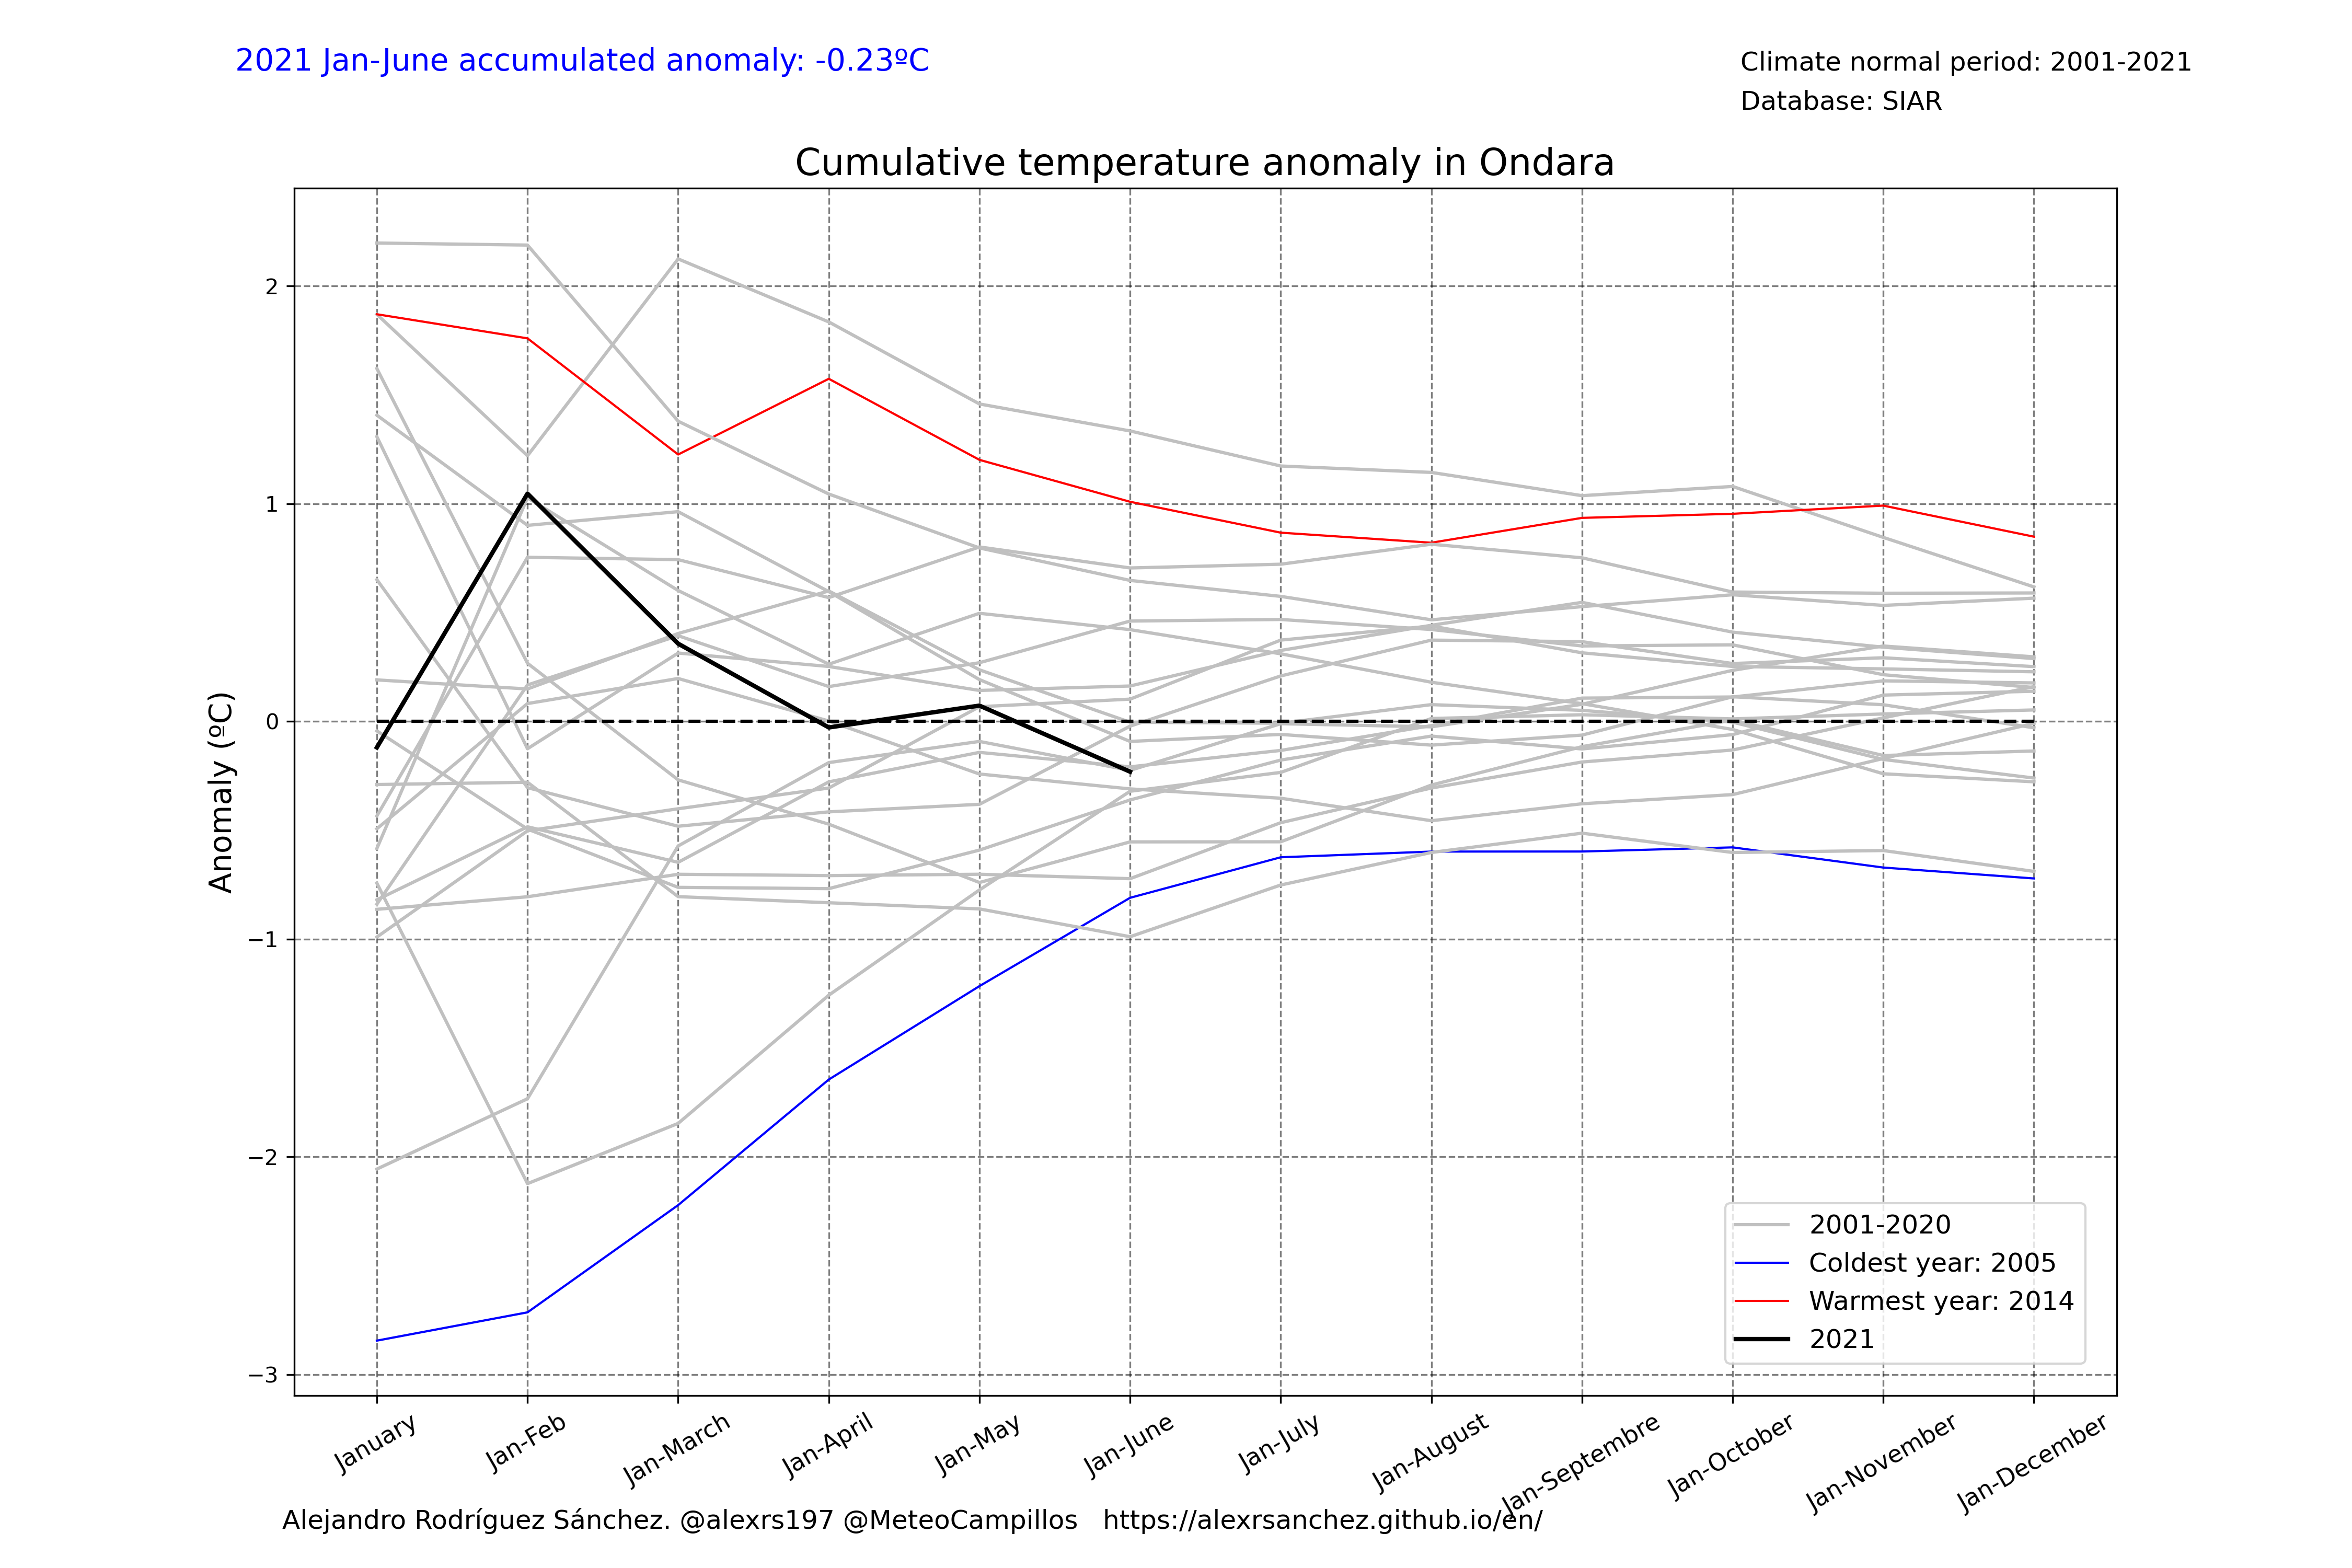 2021 Jan-June accumulated anomaly: -0.23ºC
Climate normal period: 2001-2021
Database: SIAR
Cumulative temperature anomaly in Ondara
Anomaly (ºC)
2
1
0
−1
−2
−3
2001-2020
Coldest year: 2005
Warmest year: 2014
2021
January
Jan-Feb
Jan-March
Jan-April
Jan-May
Jan-June
Jan-July
Jan-August
Jan-Septembre
Jan-October
Jan-November
Jan-December
Alejandro Rodríguez Sánchez. @alexrs197 @MeteoCampillos   https://alexrsanchez.github.io/en/